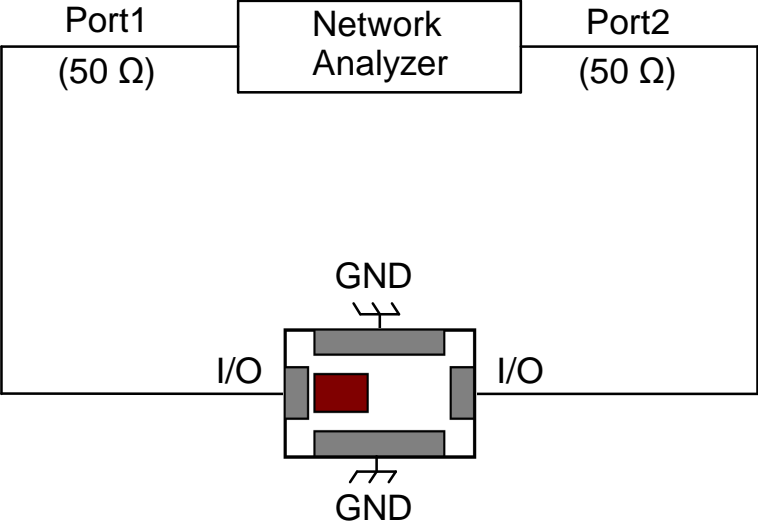 Port1
(50 Ω)
Network
Analyzer
Port2
(50 Ω)
GND
I/O
I/O
GND